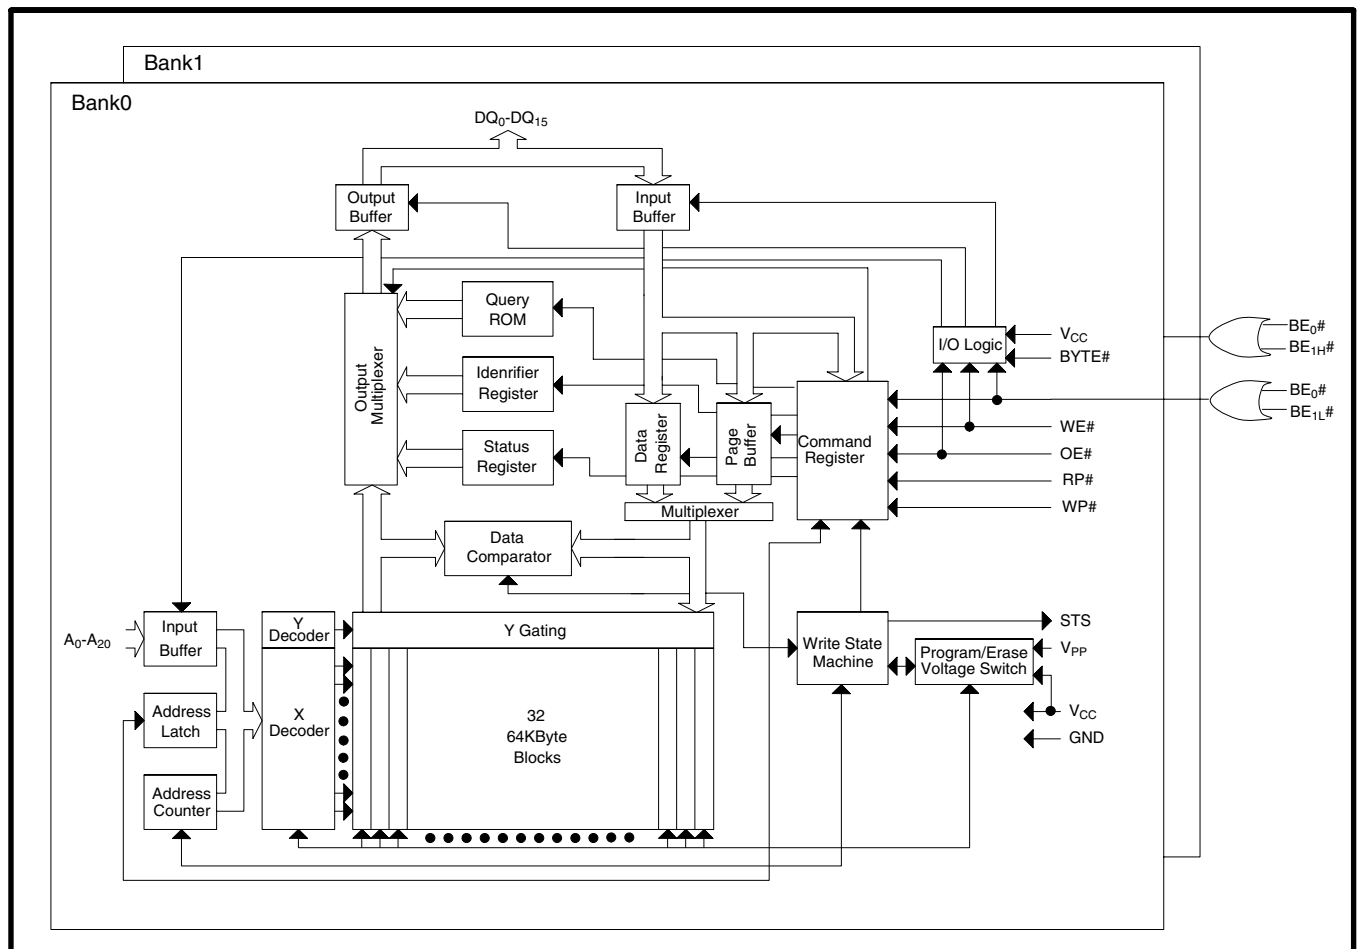 Bank1
Bank0
DQ₀-DQ₁₅
Output
Buffer
Input
Buffer
Query
ROM
Output
Multiplexer
Idenrifier
Register
Status
Register
Data
Register
Page
Buffer
Multiplexer
Command
Register
I/O Logic
V_CC
BYTE#
BE₀#
BE₁H#
BE₀#
BE₁L#
WE#
OE#
RP#
WP#
Data
Comparator
A₀-A₂₀
Input
Buffer
Y
Decoder
Y Gating
Write State
Machine
STS
Program/Erase
Voltage Switch
V_PP
V_CC
GND
Address
Latch
X
Decoder
32
64KByte
Blocks
Address
Counter